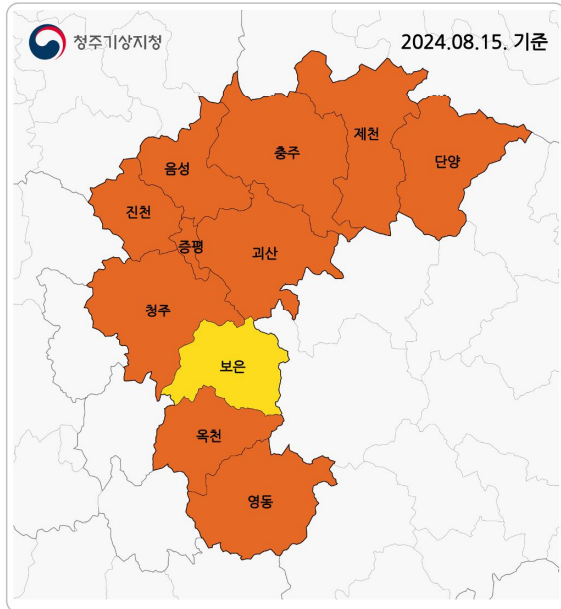 청주기상지청
2024.08.15. 기준
충주
제천
단양
음성
진천
증평
괴산
청주
보은
옥천
영동